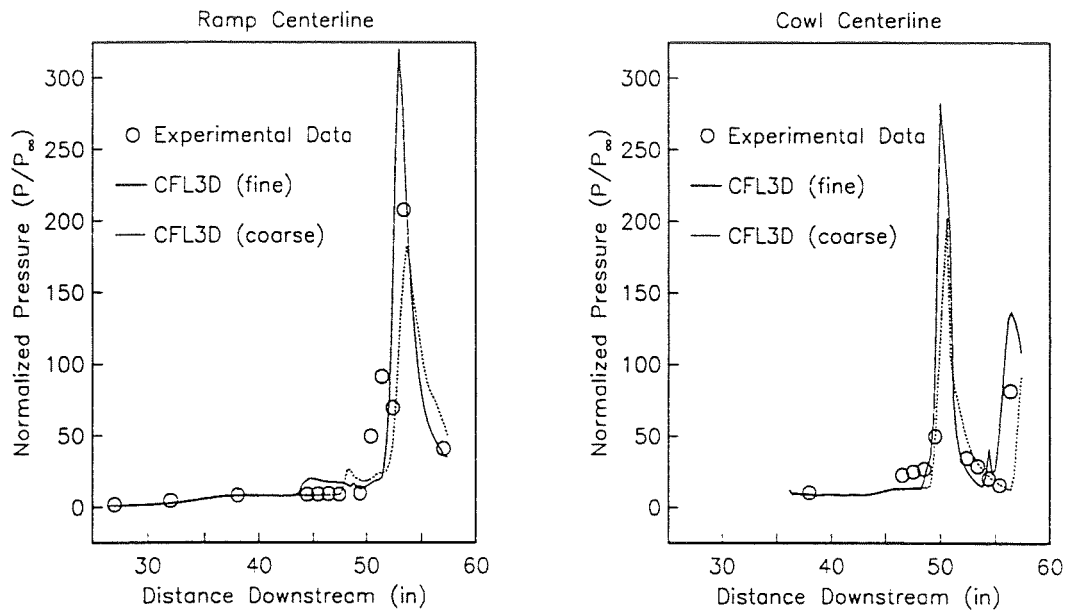 Ramp Centerline
Normalized Pressure (P/P∞)
300
250
200
150
100
50
0
Experimental Data
CFL3D (fine)
CFL3D (coarse)
30
40
50
60
Distance Downstream (in)
Cowl Centerline
Normalized Pressure (P/P∞)
300
250
200
150
100
50
0
Experimental Data
CFL3D (fine)
CFL3D (coarse)
30
40
50
60
Distance Downstream (in)